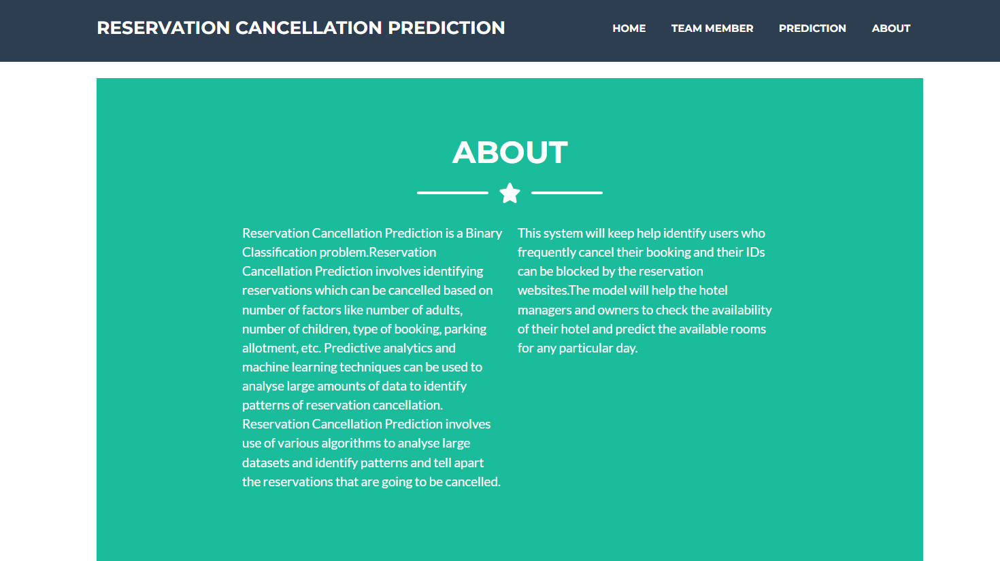 RESERVATION CANCELLATION PREDICTION
HOME
TEAM MEMBER
PREDICTION
ABOUT
ABOUT
Reservation Cancellation Prediction is a Binary
Classification problem.Reservation
Cancellation Prediction involves identifying
reservations which can be cancelled based on
number of factors like number of adults,
number of children, type of booking, parking
allotment, etc. Predictive analytics and
machine learning techniques can be used to
analyse large amounts of data to identify
patterns of reservation cancellation.
Reservation Cancellation Prediction involves
use of various algorithms to analyse large
datasets and identify patterns and tell apart
the reservations that are going to be cancelled.
This system will keep help identify users who
frequently cancel their booking and their IDs
can be blocked by the reservation
websites.The model will help the hotel
managers and owners to check the availability
of their hotel and predict the available rooms
for any particular day.